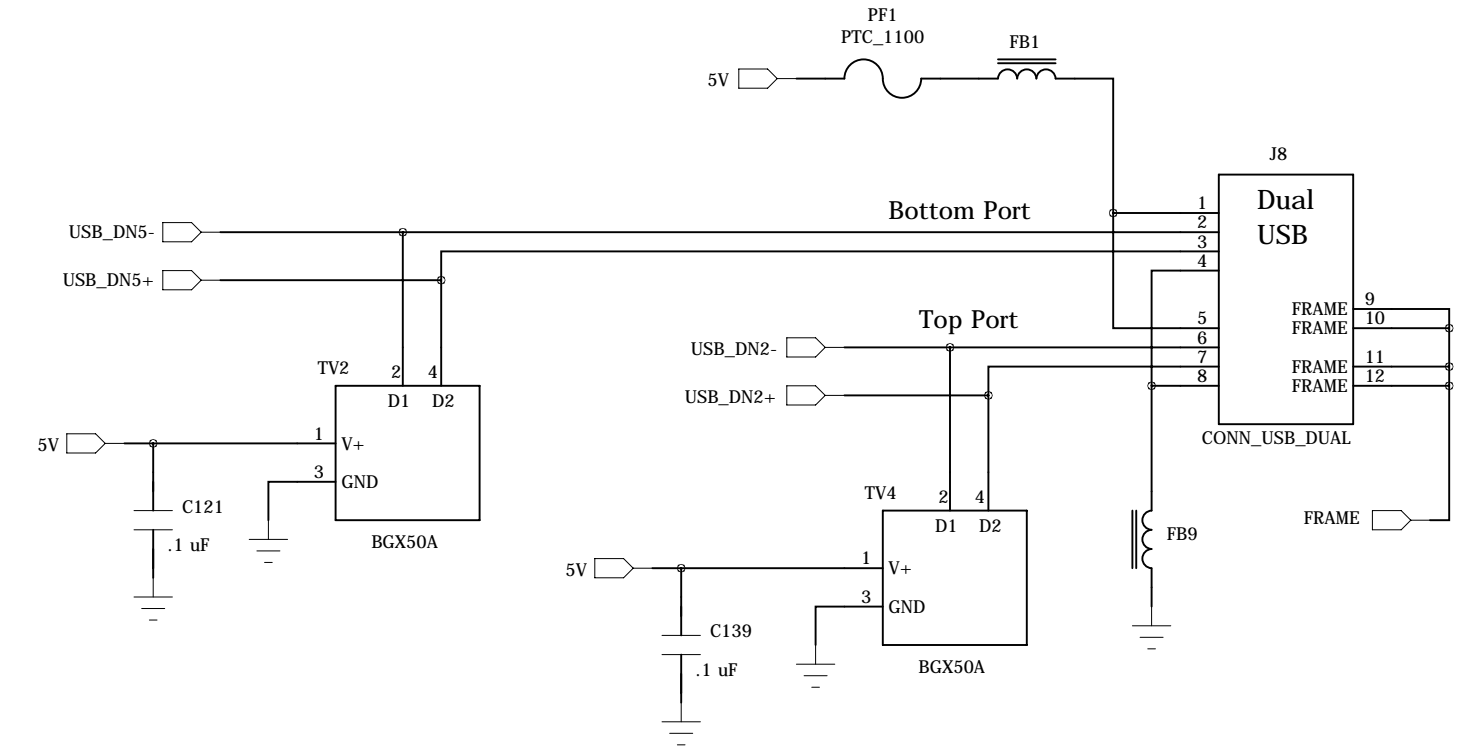 PF1
PTC_1100
FB1
5V
J8
Dual
USB
Bottom Port
1
2
3
4
USB_DN5-
USB_DN5+
FRAME 9
FRAME 10
Top Port
5
6
7
8
USB_DN2-
USB_DN2+
FRAME 11
FRAME 12
CONN_USB_DUAL
TV2
2 4
D1 D2
5V
1 V+
3 GND
C121
.1 uF
BGX50A
TV4
2 4
D1 D2
FRAME
FB9
5V
1 V+
3 GND
C139
.1 uF
BGX50A